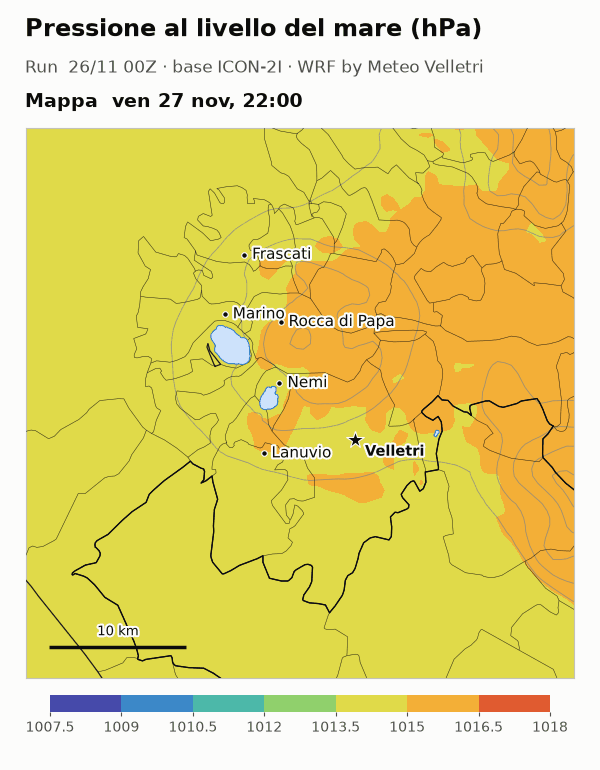 Pressione al livello del mare (hPa)
Run  26/11 00Z · base ICON-2I · WRF by Meteo Velletri
Mappa  ven 27 nov, 22:00
Frascati
Marino
Rocca di Papa
Nemi
Velletri
Lanuvio
10 km
1007.5 1009 1010.5 1012 1013.5 1015 1016.5 1018